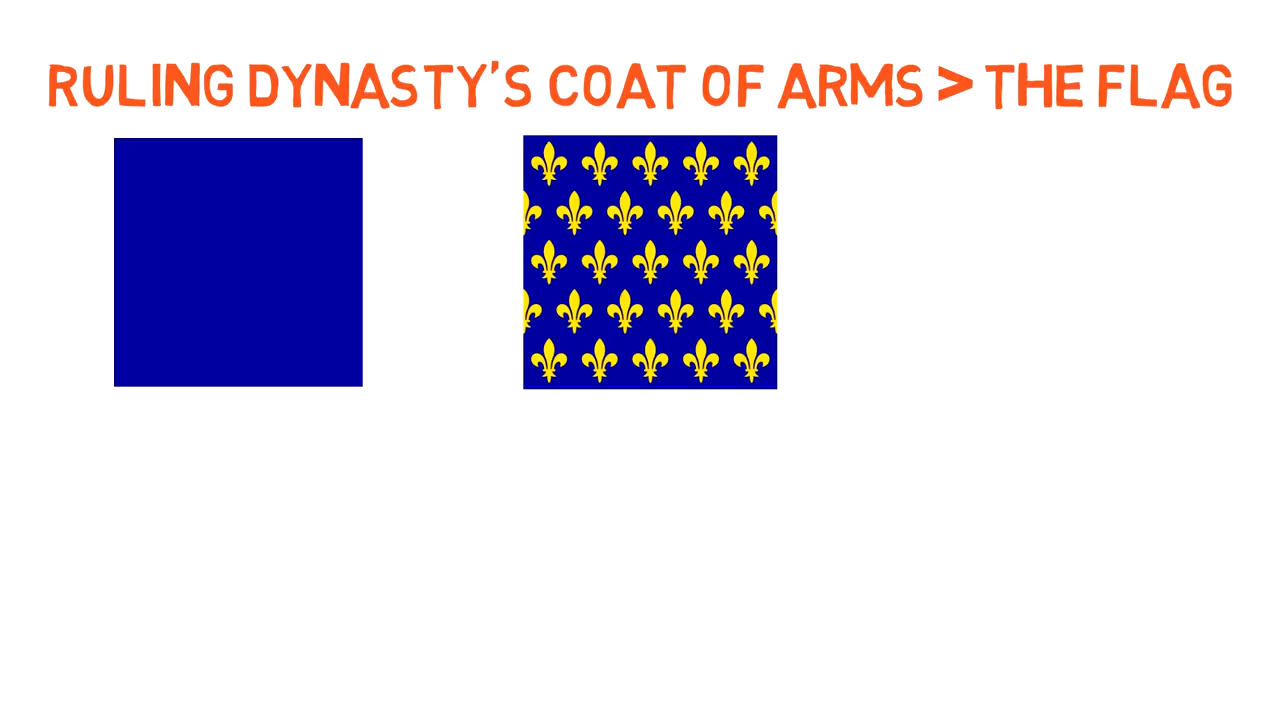 RULING DYNASTY'S COAT OF ARMS > THE FLAG